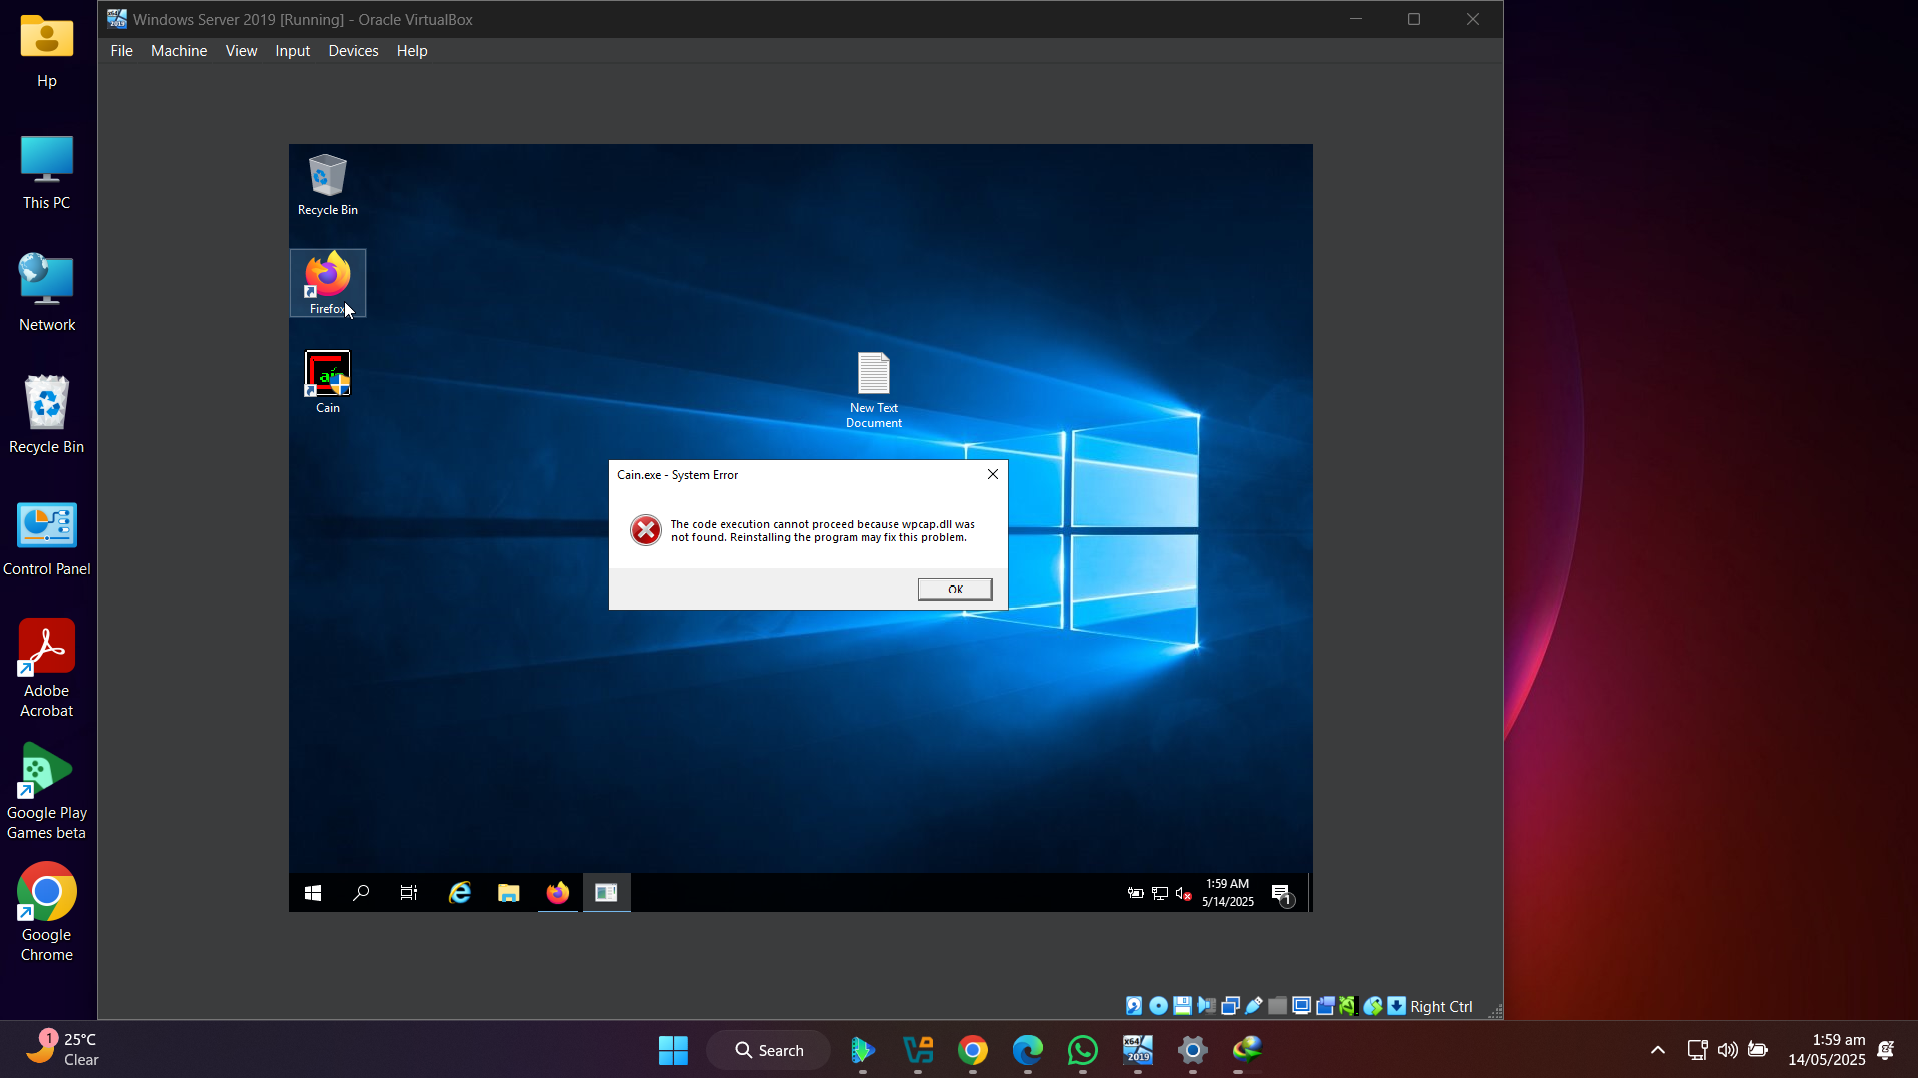 Windows Server 2019 [Running] - Oracle VirtualBox
File Machine View Input Devices Help
Hp
This PC
Network
Recycle Bin
Control Panel
Adobe
Acrobat
Google Play
Games beta
Google
Chrome
Recycle Bin
Firefox
Cain
New Text
Document
Cain.exe - System Error
The code execution cannot proceed because wpcap.dll was
not found. Reinstalling the program may fix this problem.
OK
1:59 AM
5/14/2025
1
Right Ctrl
1
25°C
Clear
Search
x64
2019
1:59 am
14/05/2025